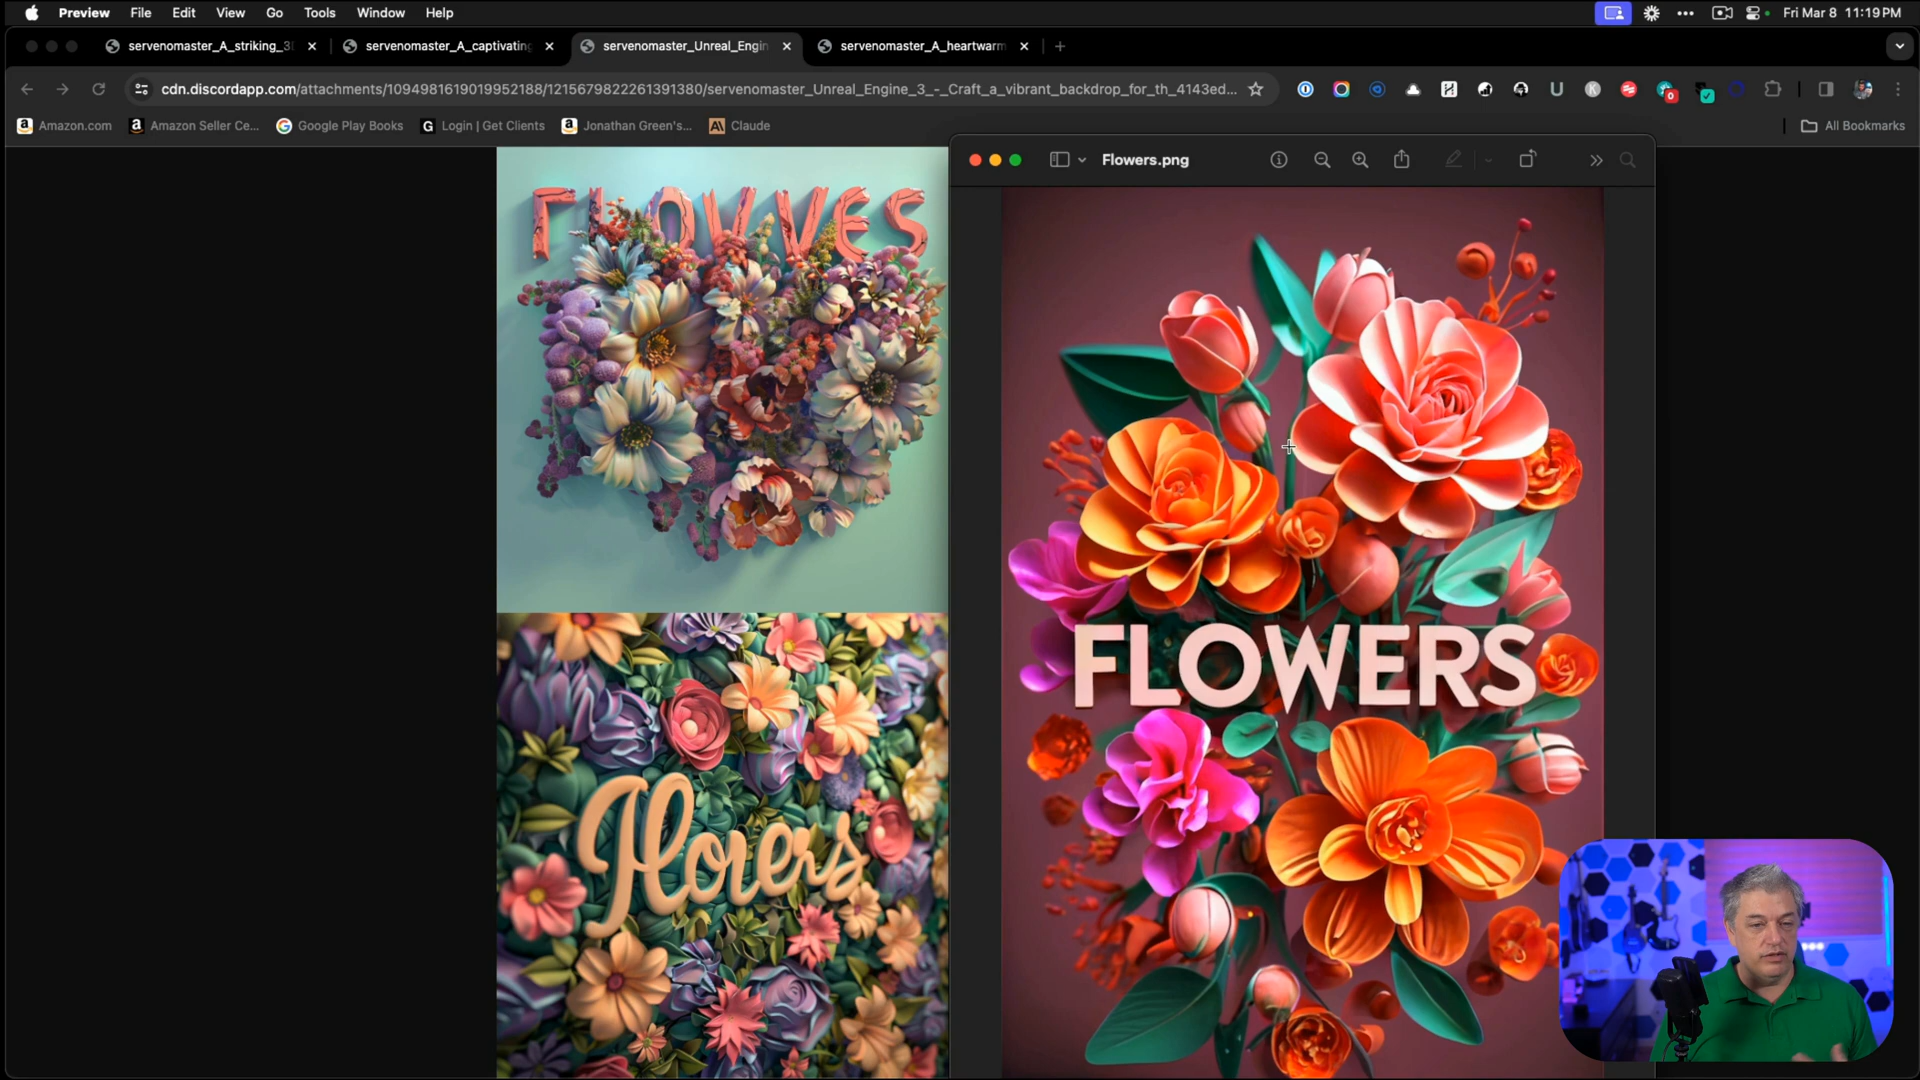 Preview File Edit View Go Tools Window Help
Fri Mar 8 11:19 PM
servenomaster_A_striking_3
servenomaster_A_captivating
servenomaster_Unreal_Engin
servenomaster_A_heartwarm
cdn.discordapp.com/attachments/1094981619019952188/1215679822261391380/servenomaster_Unreal_Engine_3_-_Craft_a_vibrant_backdrop_for_th_4143ed...
Amazon.com
Amazon Seller Ce...
Google Play Books
Login | Get Clients
Jonathan Green's...
Claude
All Bookmarks
Flowers.png
FLOVVES
FLOWERS
Florers